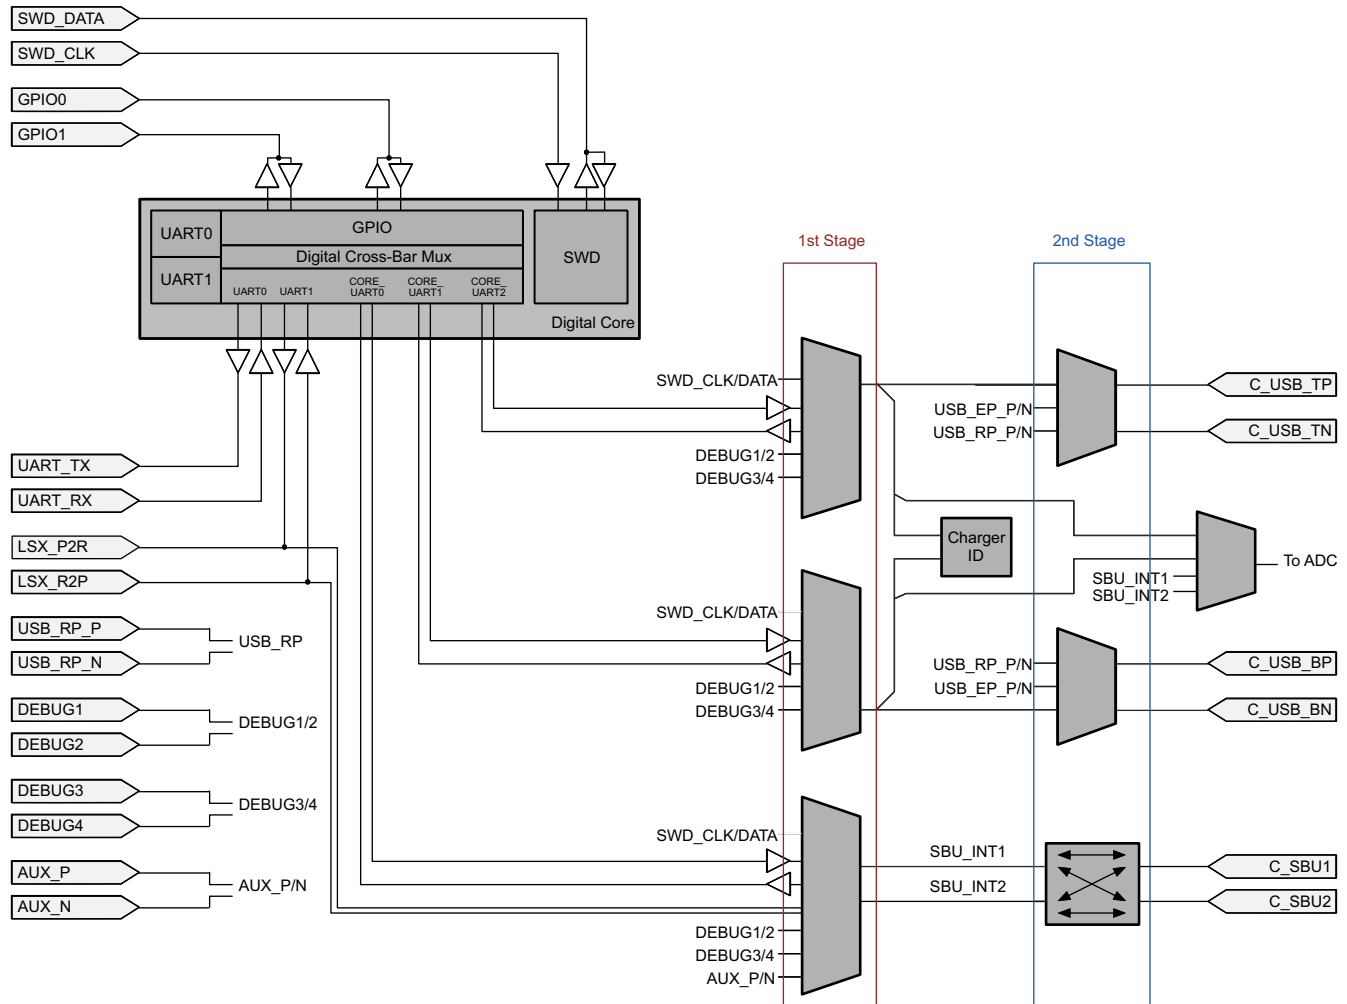 SWD_DATA
SWD_CLK
GPIO0
GPIO1
UART0
GPIO
SWD
Digital Cross-Bar Mux
UART1
UART0
UART1
CORE_
UART0
CORE_
UART1
CORE_
UART2
Digital Core
1st Stage
2nd Stage
SWD_CLK/DATA
DEBUG1/2
DEBUG3/4
USB_EP_P/N
USB_RP_P/N
C_USB_TP
C_USB_TN
UART_TX
UART_RX
LSX_P2R
LSX_R2P
Charger
ID
SBU_INT1
SBU_INT2
To ADC
USB_RP_P
USB_RP_N
USB_RP
SWD_CLK/DATA
DEBUG1/2
DEBUG3/4
USB_RP_P/N
USB_EP_P/N
C_USB_BP
C_USB_BN
DEBUG1
DEBUG2
DEBUG1/2
DEBUG3
DEBUG4
DEBUG3/4
AUX_P
AUX_N
AUX_P/N
SWD_CLK/DATA
DEBUG1/2
DEBUG3/4
AUX_P/N
SBU_INT1
SBU_INT2
C_SBU1
C_SBU2